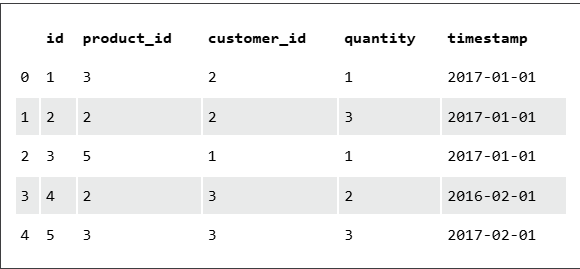 id product_id customer_id quantity timestamp
0 1 3 2 1 2017-01-01
1 2 2 2 3 2017-01-01
2 3 5 1 1 2017-01-01
3 4 2 3 2 2016-02-01
4 5 3 3 3 2017-02-01